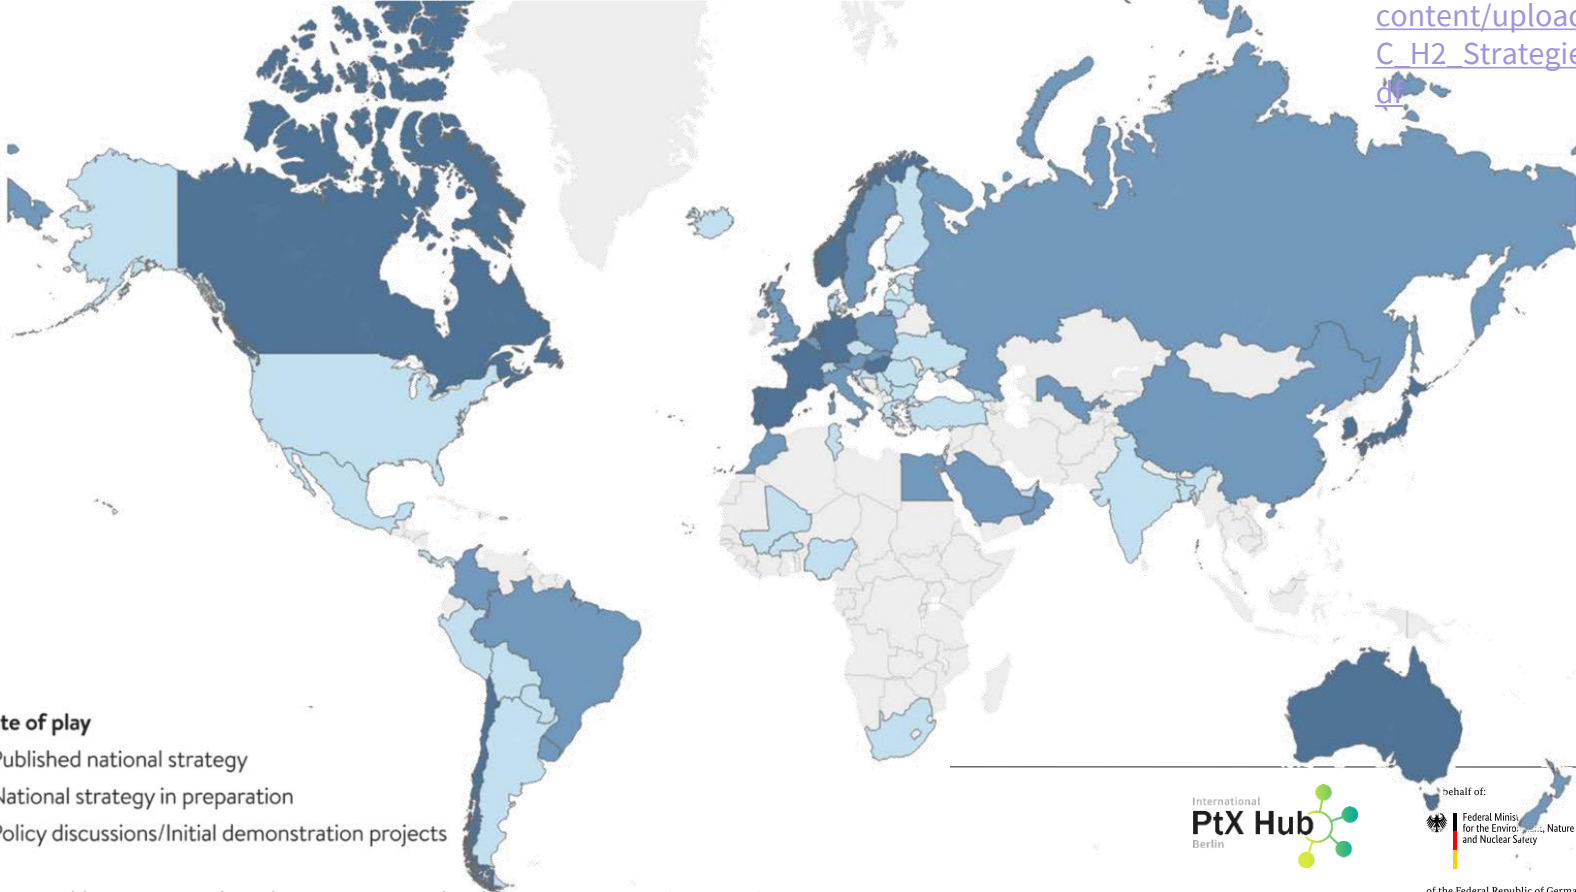 content/upload
C_H2_Strategie
df
te of play
Published national strategy
National strategy in preparation
Policy discussions/Initial demonstration projects
International
PtX Hub
Berlin
behalf of:
Federal Minis
for the Enviro nt, Nature
and Nuclear Safety
of the Federal Republic of Germa